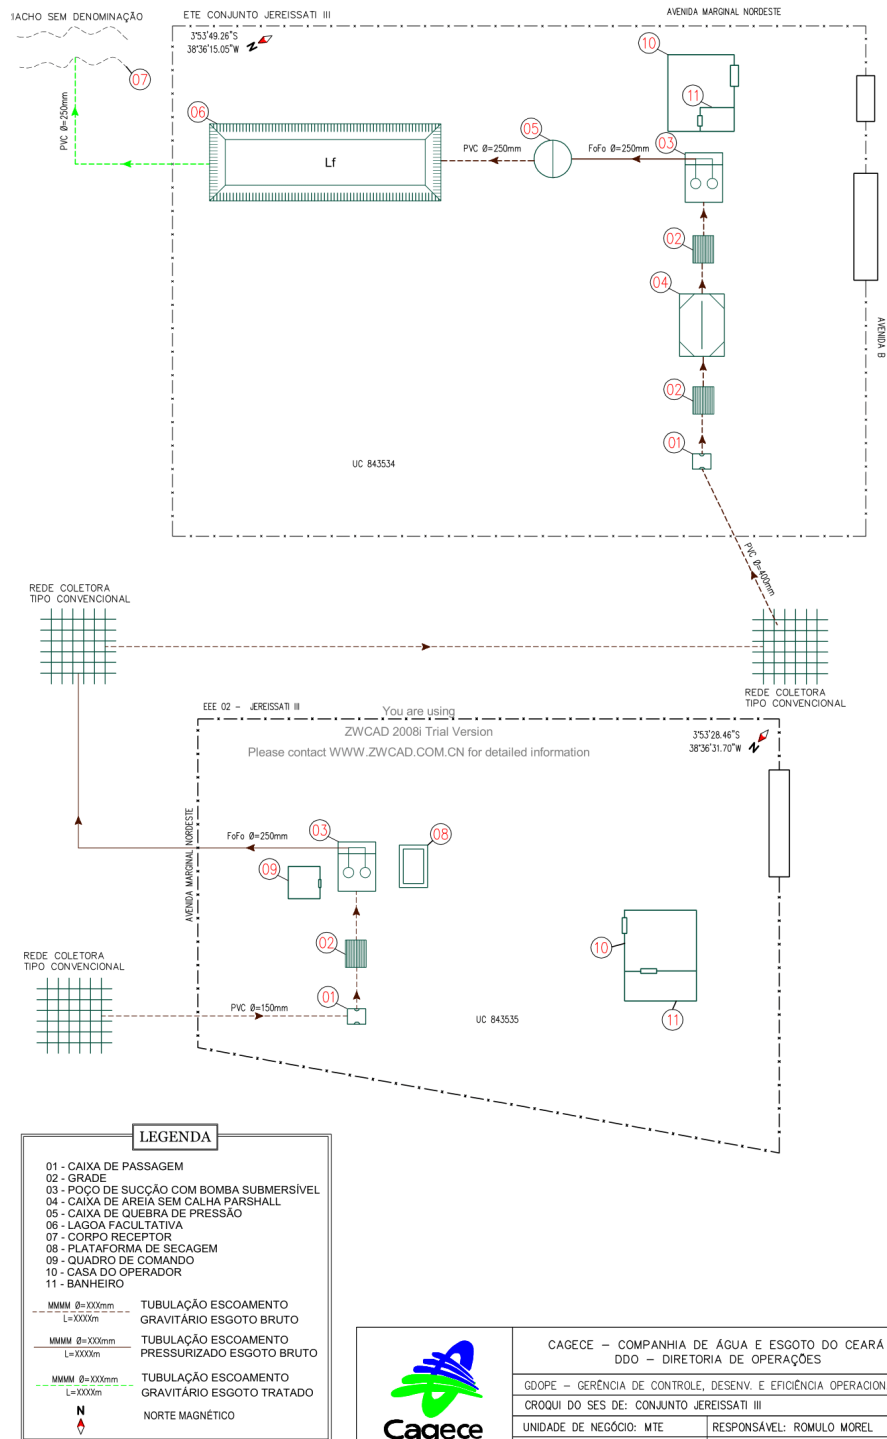 IACHO SEM DENOMINAÇÃO
ETE CONJUNTO JEREISSATI III
AVENIDA MARGINAL NORDESTE
3°53'49.26"S
38°36'15.05"W
N
10
07
11
06
05
03
PVC Ø=250mm
PVC Ø=250mm
FoFo Ø=250mm
Lf
02
04
AVENIDA B
02
01
UC 843534
PVC Ø=400mm
REDE COLETORA
TIPO CONVENCIONAL
REDE COLETORA
TIPO CONVENCIONAL
EEE 02 - JEREISSATI III
You are using
ZWCAD 2008i Trial Version
Please contact WWW.ZWCAD.COM.CN for detailed information
3°53'28.46"S
38°36'31.70"W
N
AVENIDA MARGINAL NORDESTE
FoFo Ø=250mm
03
08
09
02
10
REDE COLETORA
TIPO CONVENCIONAL
01
PVC Ø=150mm
UC 843535
11
LEGENDA
01 - CAIXA DE PASSAGEM
02 - GRADE
03 - POÇO DE SUCÇÃO COM BOMBA SUBMERSÍVEL
04 - CAIXA DE AREIA SEM CALHA PARSHALL
05 - CAIXA DE QUEBRA DE PRESSÃO
06 - LAGOA FACULTATIVA
07 - CORPO RECEPTOR
08 - PLATAFORMA DE SECAGEM
09 - QUADRO DE COMANDO
10 - CASA DO OPERADOR
11 - BANHEIRO
MMMM Ø=XXXmm
L=XXXXm
TUBULAÇÃO ESCOAMENTO
GRAVITÁRIO ESGOTO BRUTO
MMMM Ø=XXXmm
L=XXXXm
TUBULAÇÃO ESCOAMENTO
PRESSURIZADO ESGOTO BRUTO
MMMM Ø=XXXmm
L=XXXXm
TUBULAÇÃO ESCOAMENTO
GRAVITÁRIO ESGOTO TRATADO
N
NORTE MAGNÉTICO
Cagece
CAGECE - COMPANHIA DE ÁGUA E ESGOTO DO CEARÁ
DDO - DIRETORIA DE OPERAÇÕES
GDOPE - GERÊNCIA DE CONTROLE, DESENV. E EFICIÊNCIA OPERACION
CROQUI DO SES DE: CONJUNTO JEREISSATI III
UNIDADE DE NEGÓCIO: MTE
RESPONSÁVEL: ROMULO MOREL